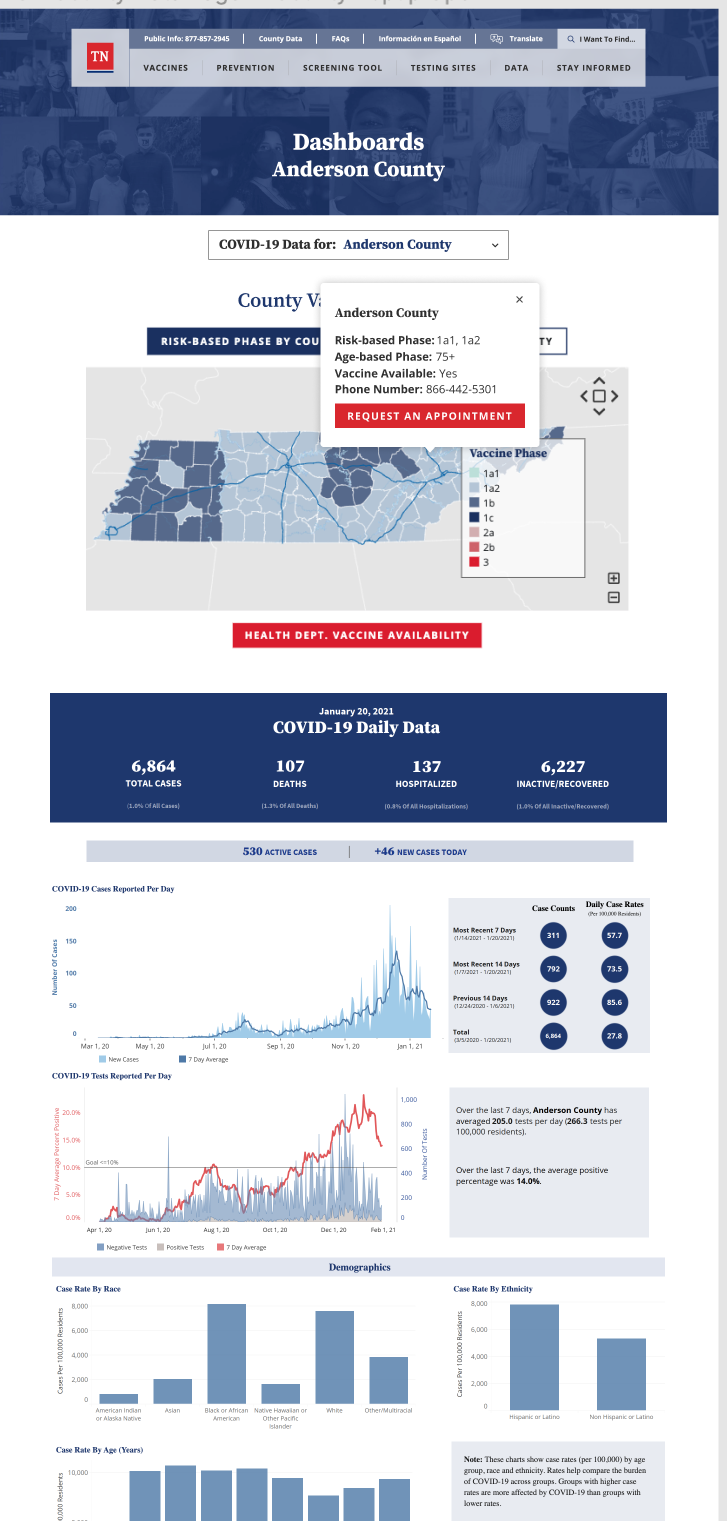 Public Info: 877-857-2945
County Data
FAQs
Información en Español
Translate
I Want To Find...
TN
VACCINES
PREVENTION
SCREENING TOOL
TESTING SITES
DATA
STAY INFORMED
Dashboards
Anderson County
COVID-19 Data for: Anderson County
County
RISK-BASED PHASE BY COU
TY
×
Anderson County
Risk-based Phase: 1a1, 1a2
Age-based Phase: 75+
Vaccine Available: Yes
Phone Number: 866-442-5301
REQUEST AN APPOINTMENT
Vaccine Phase
1a1
1a2
1b
1c
2a
2b
3
HEALTH DEPT. VACCINE AVAILABILITY
January 20, 2021
COVID-19 Daily Data
6,864
TOTAL CASES
(1.0% Of All Cases)
107
DEATHS
(1.3% Of All Deaths)
137
HOSPITALIZED
(0.8% Of All Hospitalizations)
6,227
INACTIVE/RECOVERED
(1.0% Of All Inactive/Recovered)
530 ACTIVE CASES
+46 NEW CASES TODAY
COVID-19 Cases Reported Per Day
Number Of Cases
200
150
100
50
0
Mar 1, 20
May 1, 20
Jul 1, 20
Sep 1, 20
Nov 1, 20
Jan 1, 21
New Cases
7 Day Average
Case Counts
Daily Case Rates
(Per 100,000 Residents)
Most Recent 7 Days
(1/14/2021 - 1/20/2021)
311
57.7
Most Recent 14 Days
(1/7/2021 - 1/20/2021)
792
73.5
Previous 14 Days
(12/24/2020 - 1/6/2021)
922
85.6
Total
(3/5/2020 - 1/20/2021)
6,864
27.8
COVID-19 Tests Reported Per Day
7 Day Average Percent Positive
20.0%
15.0%
10.0%
5.0%
0.0%
Goal <=10%
1,000
800
600
400
200
0
Number Of Tests
Apr 1, 20
Jun 1, 20
Aug 1, 20
Oct 1, 20
Dec 1, 20
Feb 1, 21
Negative Tests
Positive Tests
7 Day Average
Over the last 7 days, Anderson County has
averaged 205.0 tests per day (266.3 tests per
100,000 residents).
Over the last 7 days, the average positive
percentage was 14.0%.
Demographics
Case Rate By Race
Cases Per 100,000 Residents
8,000
6,000
4,000
2,000
0
American Indian
or Alaska Native
Asian
Black or African
American
Native Hawaiian or
Other Pacific
Islander
White
Other/Multiracial
Case Rate By Ethnicity
Cases Per 100,000 Residents
8,000
6,000
4,000
2,000
0
Hispanic or Latino
Non Hispanic or Latino
Case Rate By Age (Years)
10,000
Note: These charts show case rates (per 100,000) by age
group, race and ethnicity. Rates help compare the burden
of COVID-19 across groups. Groups with higher case
rates are more affected by COVID-19 than groups with
lower rates.